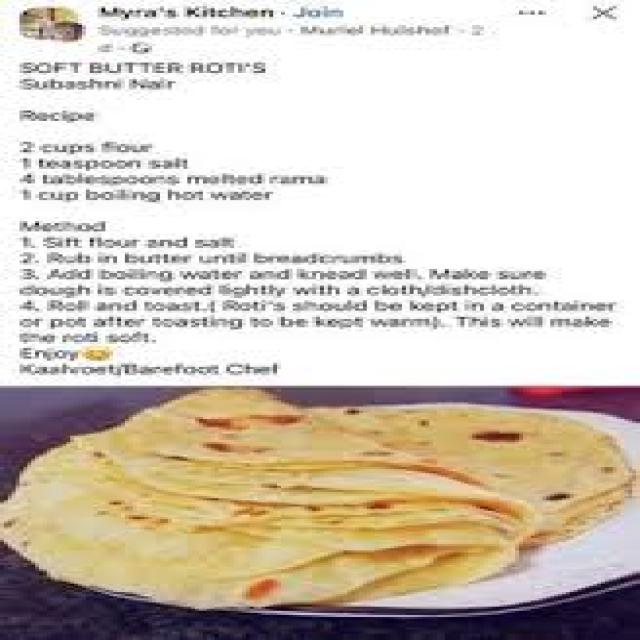 Myra's Kitchen · Join
Suggested for you · Muriel Hulshof · 2
d ·
SOFT BUTTER ROTI'S
Subashni Nair
Recipe
2 cups flour
1 teaspoon salt
4 tablespoons melted rama
1 cup boiling hot water
Method
1. Sift flour and salt
2. Rub in butter until breadcrumbs
3. Add boiling water and knead well. Make sure
dough is covered lightly with a cloth/dishcloth.
4. Roll and toast.( Roti's should be kept in a container
or pot after toasting to be kept warm). This will make
the roti soft.
Enjoy😋
Kaalvoet/Barefoot Chef